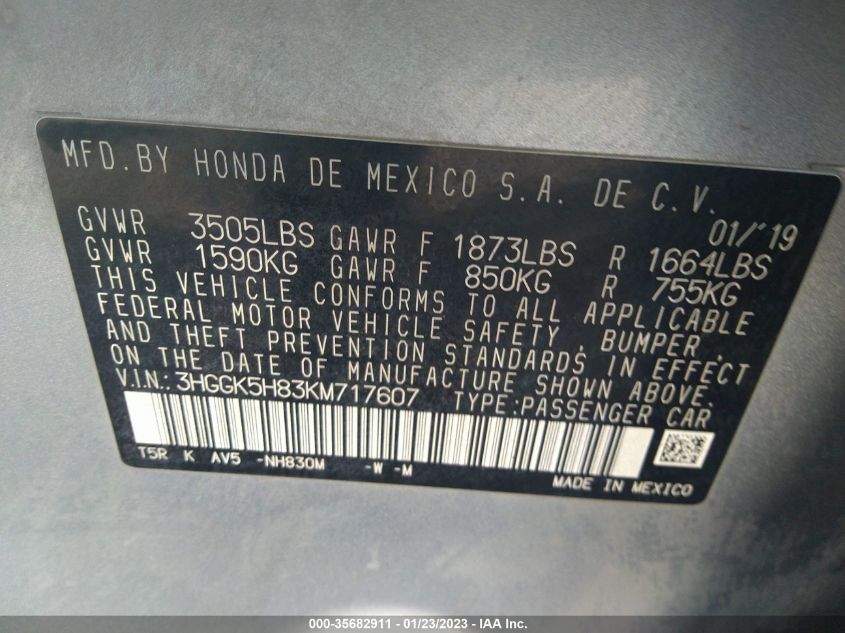 MFD. BY HONDA DE MEXICO S.A. DE C.V.
01/'19
GVWR 3505LBS GAWR F 1873LBS R 1664LBS
GVWR 1590KG GAWR F 850KG R 755KG
THIS VEHICLE CONFORMS TO ALL APPLICABLE
FEDERAL MOTOR VEHICLE SAFETY, BUMPER,
AND THEFT PREVENTION STANDARDS IN EFFECT
ON THE DATE OF MANUFACTURE SHOWN ABOVE.
V.I.N.: 3HGGK5H83KM717607 TYPE:PASSENGER CAR
T5R K AV5 -NH830M -W -M
MADE IN MEXICO
000-35682911 - 01/23/2023 - IAA Inc.